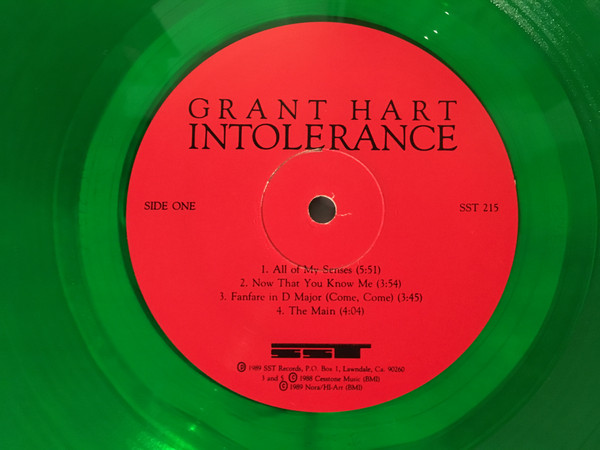 GRANT HART
INTOLERANCE
SIDE ONE
SST 215
1. All of My Senses (5:51)
2. Now That You Know Me (3:54)
3. Fanfare in D Major (Come, Come) (3:45)
4. The Main (4:04)
SST
Ⓟ 1989 SST Records, P.O. Box 1, Lawndale, Ca. 90260
3 and 5, Ⓒ 1988 Cesstone Music (BMI)
Ⓒ 1989 Nora/HI-Art (BMI)